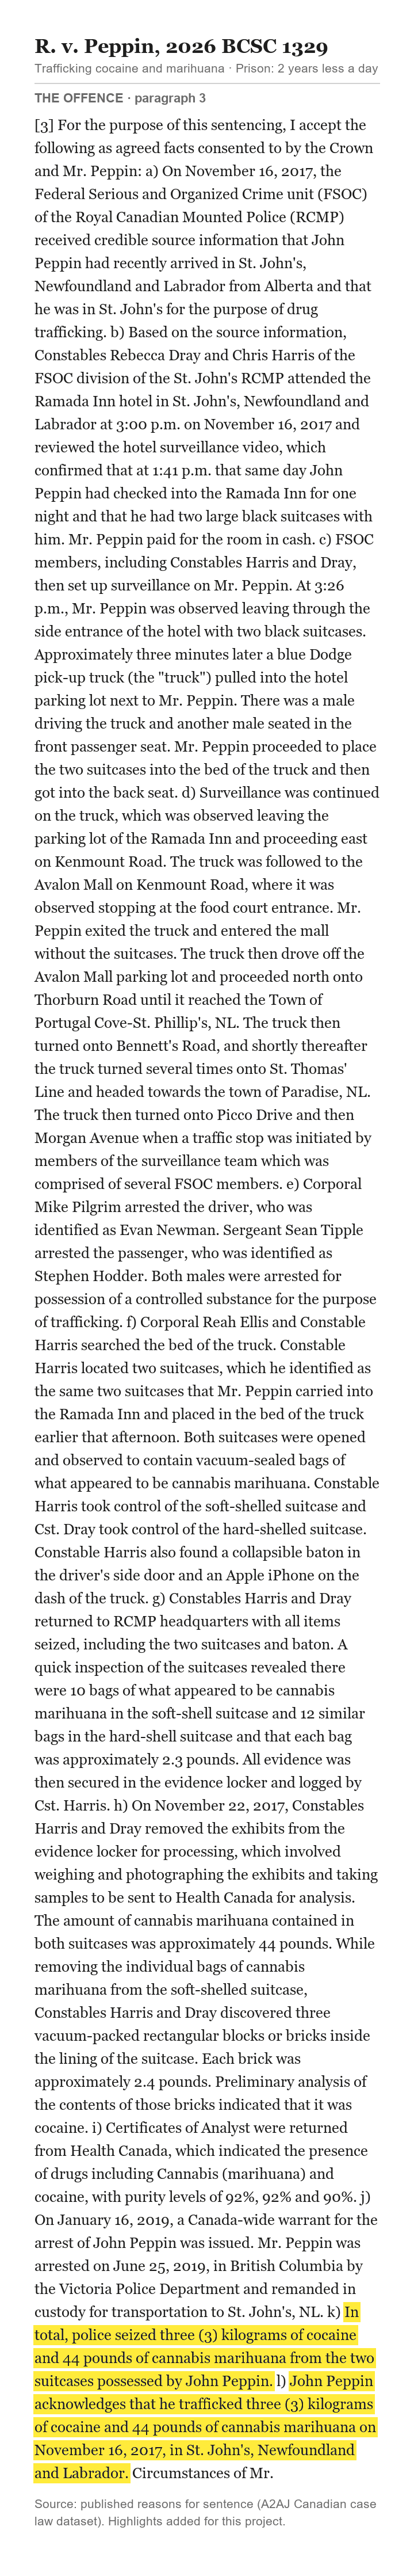 R. v. Peppin, 2026 BCSC 1329
Trafficking cocaine and marihuana · Prison: 2 years less a day
THE OFFENCE · paragraph 3
[3] For the purpose of this sentencing, I accept the
following as agreed facts consented to by the Crown
and Mr. Peppin: a) On November 16, 2017, the
Federal Serious and Organized Crime unit (FSOC)
of the Royal Canadian Mounted Police (RCMP)
received credible source information that John
Peppin had recently arrived in St. John's,
Newfoundland and Labrador from Alberta and that
he was in St. John's for the purpose of drug
trafficking. b) Based on the source information,
Constables Rebecca Dray and Chris Harris of the
FSOC division of the St. John's RCMP attended the
Ramada Inn hotel in St. John's, Newfoundland and
Labrador at 3:00 p.m. on November 16, 2017 and
reviewed the hotel surveillance video, which
confirmed that at 1:41 p.m. that same day John
Peppin had checked into the Ramada Inn for one
night and that he had two large black suitcases with
him. Mr. Peppin paid for the room in cash. c) FSOC
members, including Constables Harris and Dray,
then set up surveillance on Mr. Peppin. At 3:26
p.m., Mr. Peppin was observed leaving through the
side entrance of the hotel with two black suitcases.
Approximately three minutes later a blue Dodge
pick-up truck (the "truck") pulled into the hotel
parking lot next to Mr. Peppin. There was a male
driving the truck and another male seated in the
front passenger seat. Mr. Peppin proceeded to place
the two suitcases into the bed of the truck and then
got into the back seat. d) Surveillance was continued
on the truck, which was observed leaving the
parking lot of the Ramada Inn and proceeding east
on Kenmount Road. The truck was followed to the
Avalon Mall on Kenmount Road, where it was
observed stopping at the food court entrance. Mr.
Peppin exited the truck and entered the mall
without the suitcases. The truck then drove off the
Avalon Mall parking lot and proceeded north onto
Thorburn Road until it reached the Town of
Portugal Cove-St. Phillip's, NL. The truck then
turned onto Bennett's Road, and shortly thereafter
the truck turned several times onto St. Thomas'
Line and headed towards the town of Paradise, NL.
The truck then turned onto Picco Drive and then
Morgan Avenue when a traffic stop was initiated by
members of the surveillance team which was
comprised of several FSOC members. e) Corporal
Mike Pilgrim arrested the driver, who was
identified as Evan Newman. Sergeant Sean Tipple
arrested the passenger, who was identified as
Stephen Hodder. Both males were arrested for
possession of a controlled substance for the purpose
of trafficking. f) Corporal Reah Ellis and Constable
Harris searched the bed of the truck. Constable
Harris located two suitcases, which he identified as
the same two suitcases that Mr. Peppin carried into
the Ramada Inn and placed in the bed of the truck
earlier that afternoon. Both suitcases were opened
and observed to contain vacuum-sealed bags of
what appeared to be cannabis marihuana. Constable
Harris took control of the soft-shelled suitcase and
Cst. Dray took control of the hard-shelled suitcase.
Constable Harris also found a collapsible baton in
the driver's side door and an Apple iPhone on the
dash of the truck. g) Constables Harris and Dray
returned to RCMP headquarters with all items
seized, including the two suitcases and baton. A
quick inspection of the suitcases revealed there
were 10 bags of what appeared to be cannabis
marihuana in the soft-shell suitcase and 12 similar
bags in the hard-shell suitcase and that each bag
was approximately 2.3 pounds. All evidence was
then secured in the evidence locker and logged by
Cst. Harris. h) On November 22, 2017, Constables
Harris and Dray removed the exhibits from the
evidence locker for processing, which involved
weighing and photographing the exhibits and taking
samples to be sent to Health Canada for analysis.
The amount of cannabis marihuana contained in
both suitcases was approximately 44 pounds. While
removing the individual bags of cannabis
marihuana from the soft-shelled suitcase,
Constables Harris and Dray discovered three
vacuum-packed rectangular blocks or bricks inside
the lining of the suitcase. Each brick was
approximately 2.4 pounds. Preliminary analysis of
the contents of those bricks indicated that it was
cocaine. i) Certificates of Analyst were returned
from Health Canada, which indicated the presence
of drugs including Cannabis (marihuana) and
cocaine, with purity levels of 92%, 92% and 90%. j)
On January 16, 2019, a Canada-wide warrant for the
arrest of John Peppin was issued. Mr. Peppin was
arrested on June 25, 2019, in British Columbia by
the Victoria Police Department and remanded in
custody for transportation to St. John's, NL. k) In
total, police seized three (3) kilograms of cocaine
and 44 pounds of cannabis marihuana from the two
suitcases possessed by John Peppin. l) John Peppin
acknowledges that he trafficked three (3) kilograms
of cocaine and 44 pounds of cannabis marihuana on
November 16, 2017, in St. John's, Newfoundland
and Labrador. Circumstances of Mr.
Source: published reasons for sentence (A2AJ Canadian case
law dataset). Highlights added for this project.